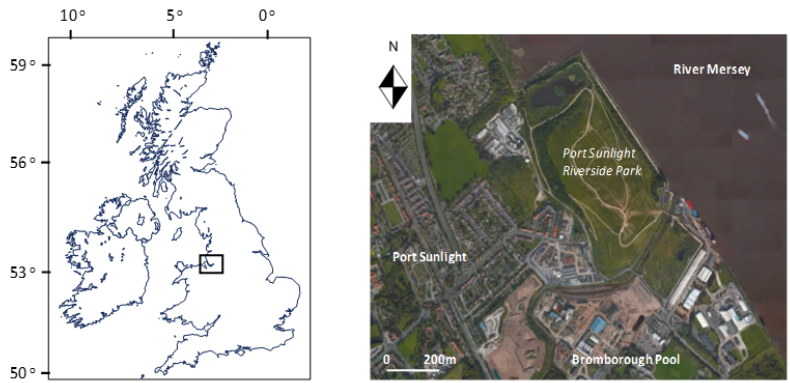 10° 5° 0°
59°
56°
53°
50°
N
River Mersey
Port Sunlight
Riverside Park
Port Sunlight
0 200m
Bromborough Pool